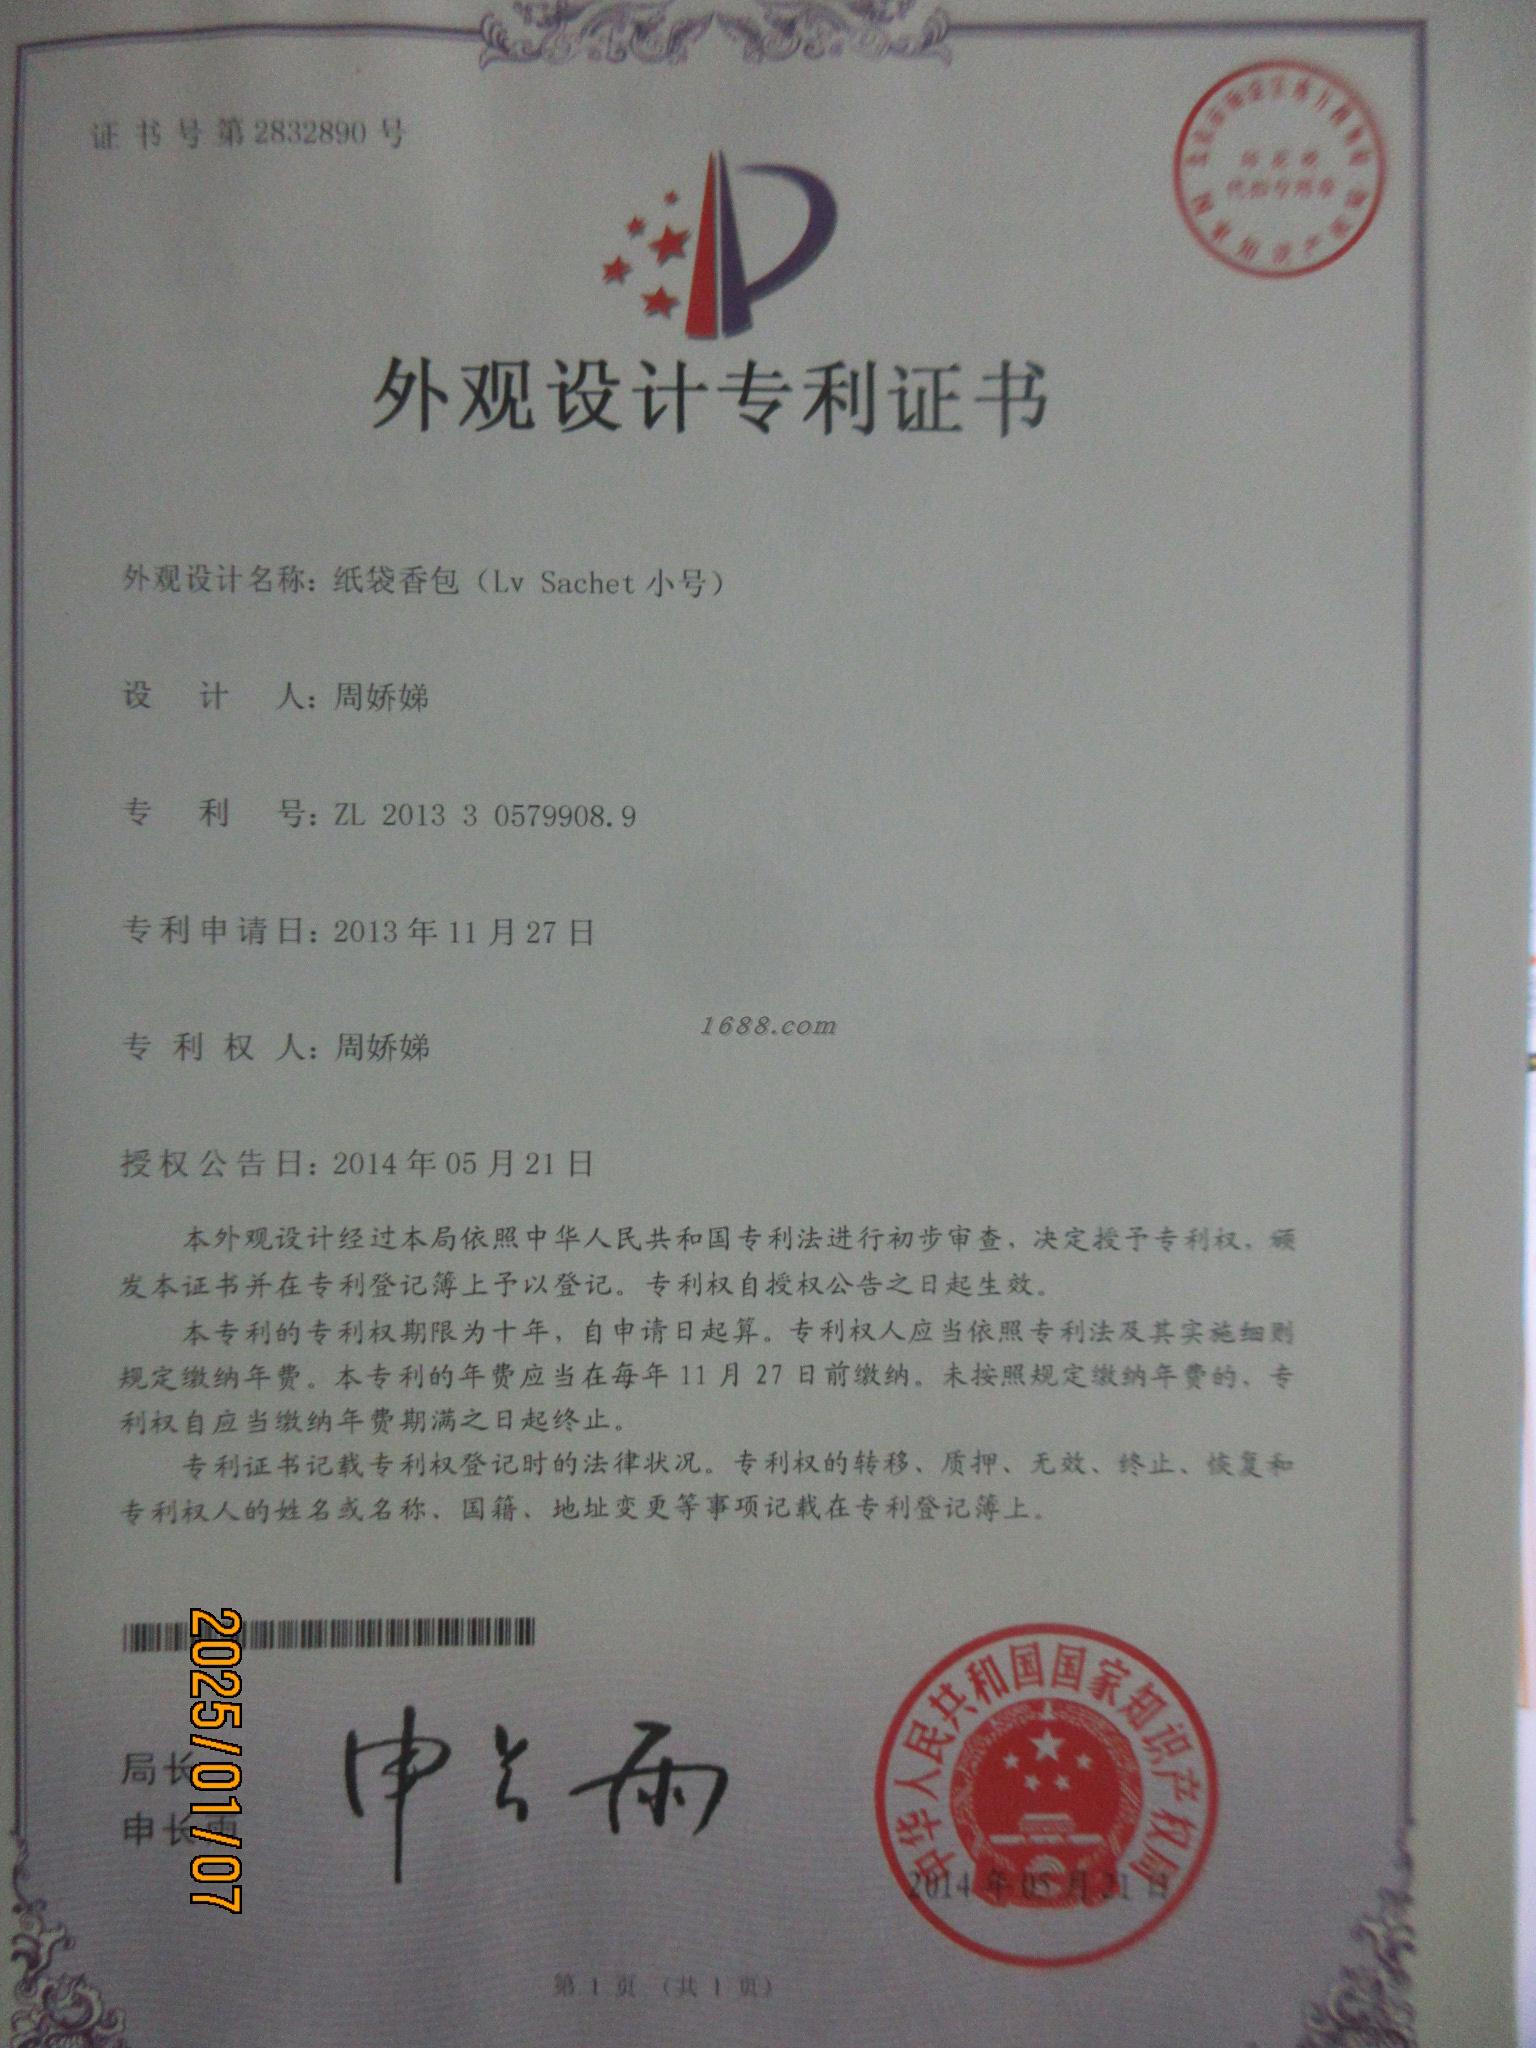 证书号第2832890号
外观设计专利证书
外观设计名称：纸袋香包（Lv Sachet 小号）
设计人：周娇娣
专利号：ZL 2013 3 0579908.9
专利申请日：2013年11月27日
专利权人：周娇娣
1688.com
授权公告日：2014年05月21日
本外观设计经过本局依照中华人民共和国专利法进行初步审查，决定授予专利权，颁
发本证书并在专利登记簿上予以登记。专利权自授权公告之日起生效。
本专利的专利权期限为十年，自申请日起算。专利权人应当依照专利法及其实施细则
规定缴纳年费。本专利的年费应当在每年11月27日前缴纳。未按照规定缴纳年费的，专
利权自应当缴纳年费期满之日起终止。
专利证书记载专利权登记时的法律状况。专利权的转移、质押、无效、终止、恢复和
专利权人的姓名或名称、国籍、地址变更等事项记载在专利登记簿上。
2025/01/07
局长
申长雨
申长雨
中华人民共和国国家知识产权局
2014年05月21日
第1页（共1页）